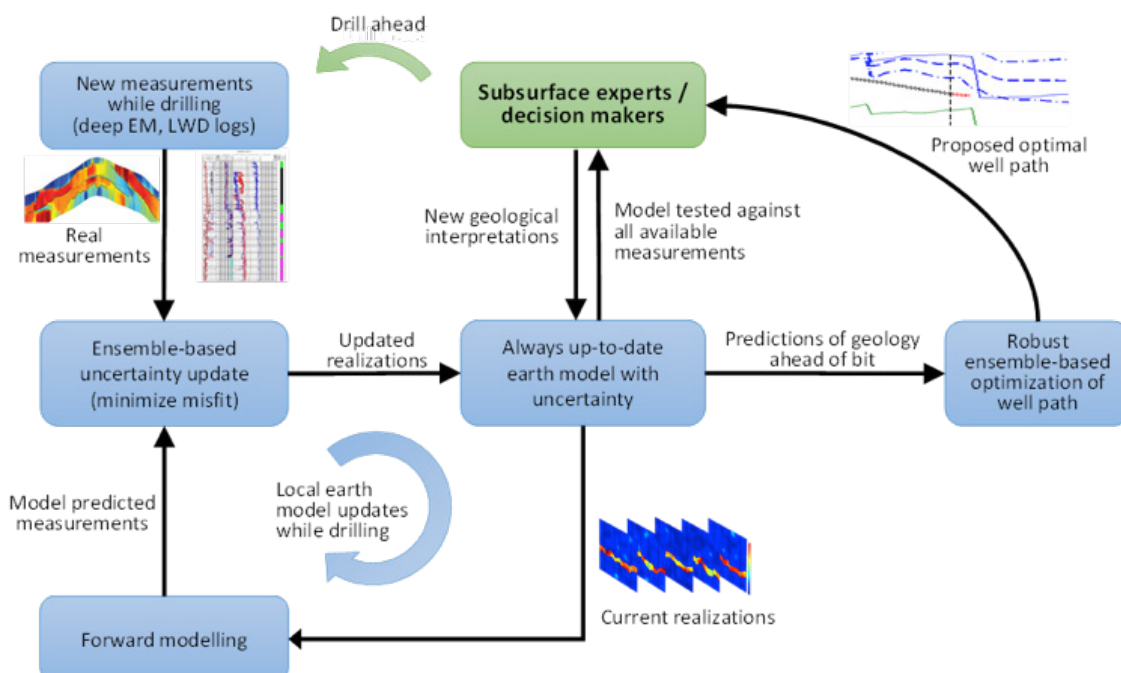 Drill ahead
New measurements
while drilling
(deep EM, LWD logs)
Subsurface experts /
decision makers
Proposed optimal
well path
Real
measurements
New geological
interpretations
Model tested against
all available
measurements
Ensemble-based
uncertainty update
(minimize misfit)
Updated
realizations
Always up-to-date
earth model with
uncertainty
Predictions of geology
ahead of bit
Robust
ensemble-based
optimization of
well path
Model predicted
measurements
Local earth
model updates
while drilling
Current realizations
Forward modelling